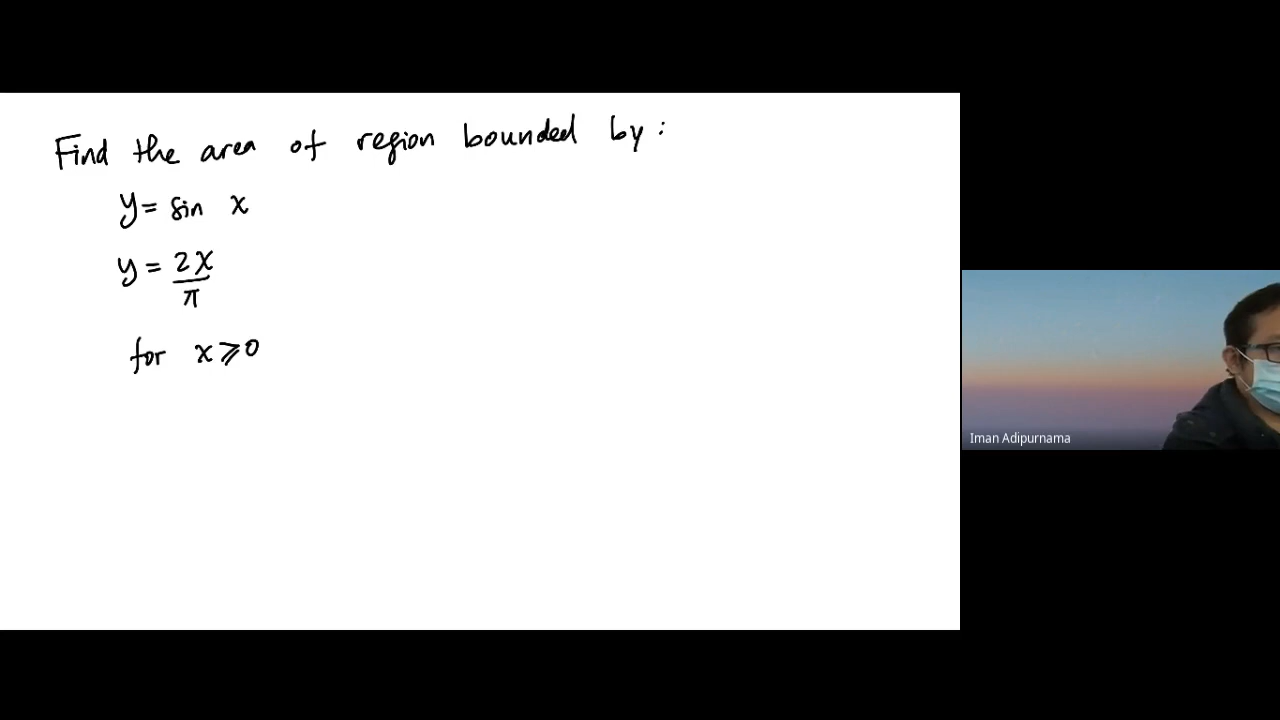 Find the area of region bounded by:
y = sin x
y = 2x/π
for x ⩾ 0
Iman Adipurnama